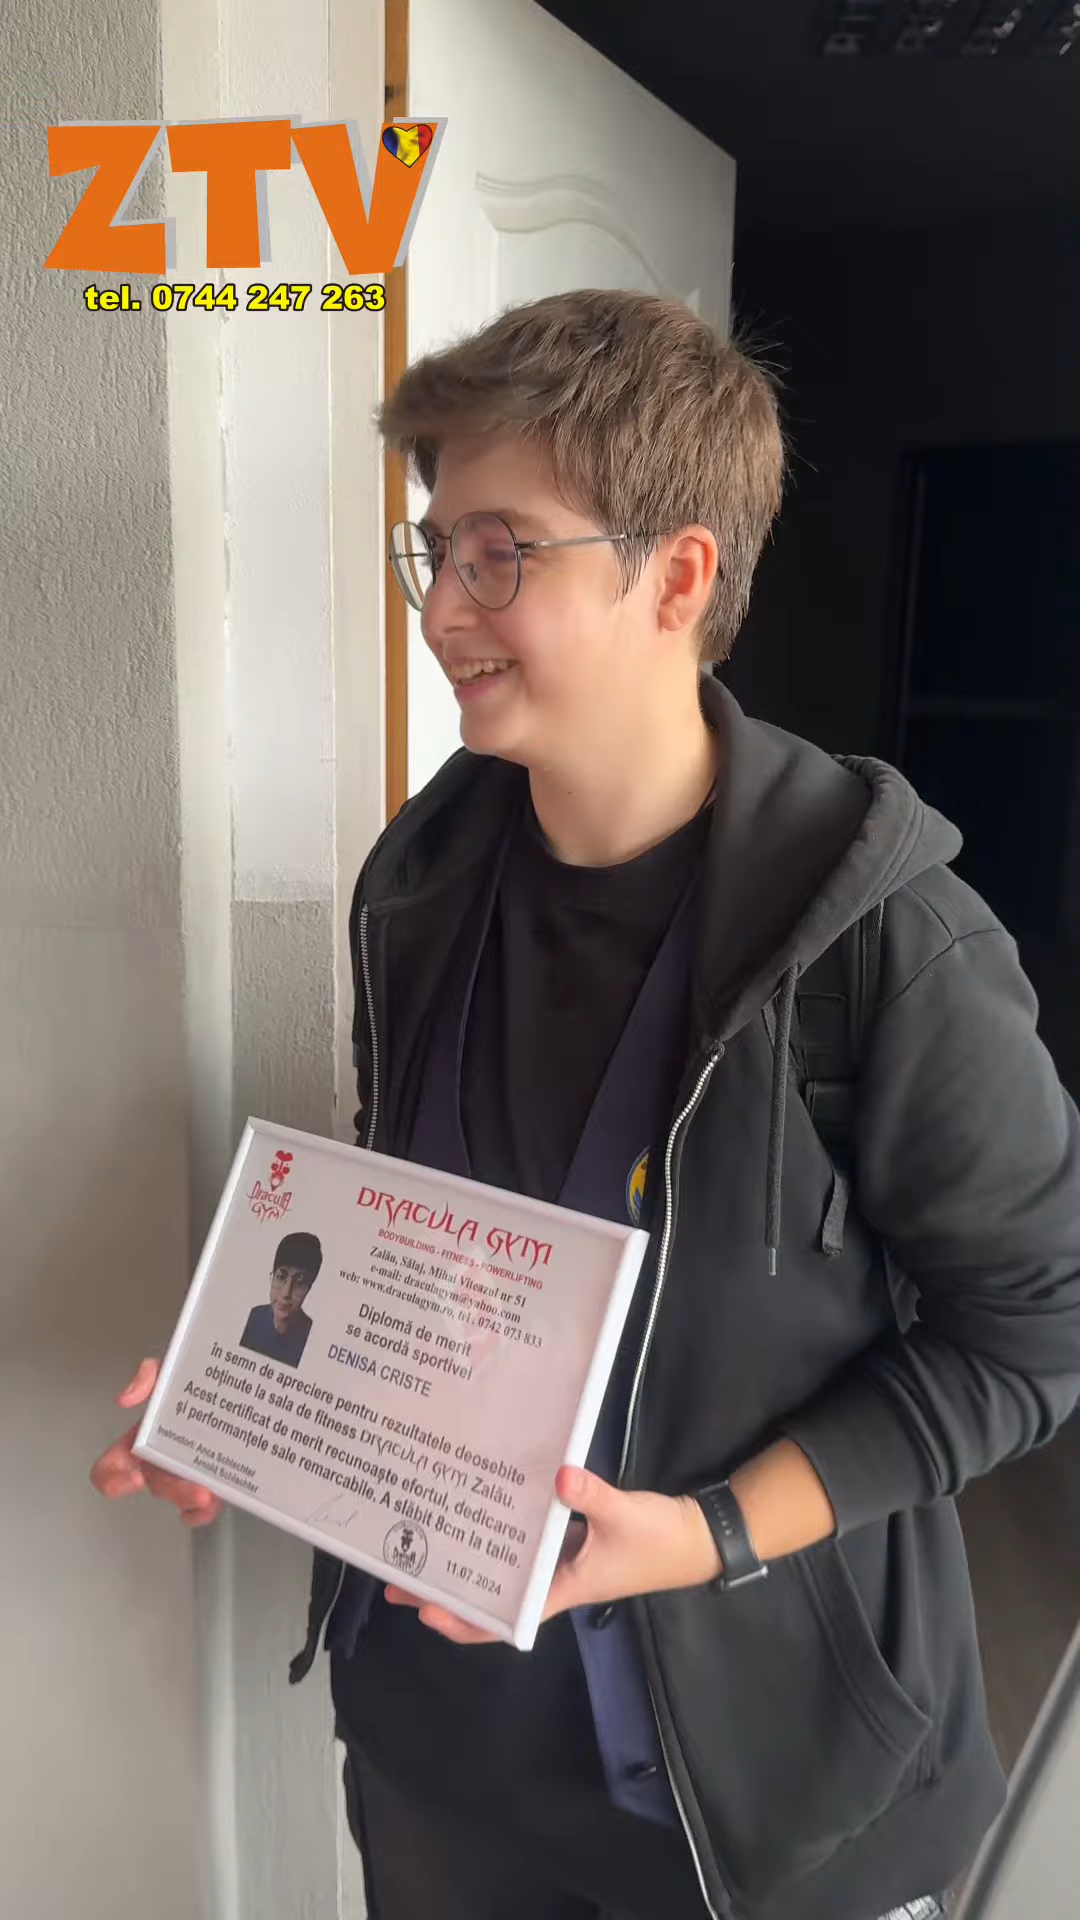 ZTV
tel. 0744 247 263
Dracula
GYM
DRACULA GYM
BODYBUILDING - FITNESS - POWERLIFTING
Zalău, Sălaj, Mihai Viteazul nr 51
e-mail: draculagym@yahoo.com
web: www.draculagym.ro, tel. 0742 073 833
Diplomă de merit
se acordă sportivei
DENISA CRISTE
în semn de apreciere pentru rezultatele deosebite
obținute la sala de fitness DRACULA GYM Zalău.
Acest certificat de merit recunoaște efortul, dedicarea
și performanțele sale remarcabile. A slăbit 8cm la talie.
Instructori: Anca Schlachter
Arnold Schlachter
11.07.2024